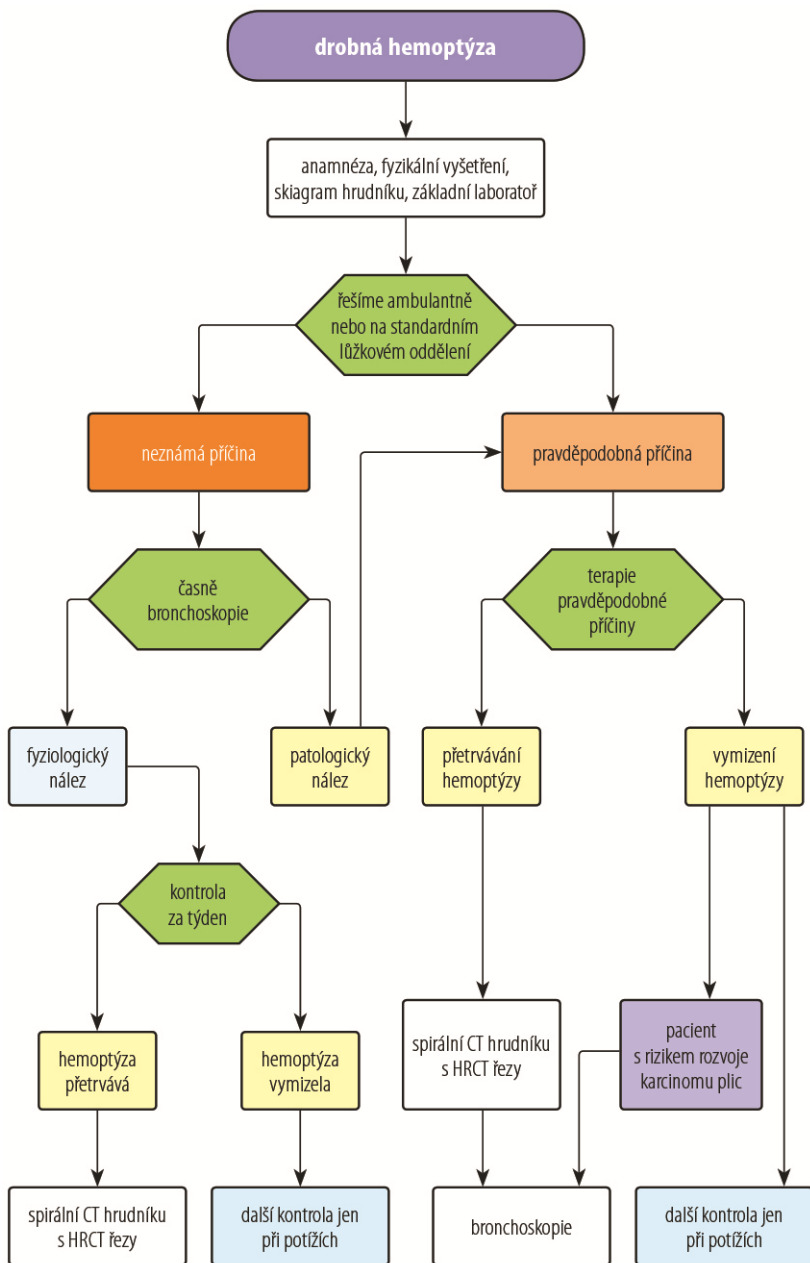 drobná hemoptýza
anamnéza, fyzikální vyšetření,
skiagram hrudníku, základní laboratoř
řešíme ambulantně
nebo na standardním
lůžkovém oddělení
neznámá příčina
pravděpodobná příčina
časně
bronchoskopie
terapie
pravděpodobné
příčiny
fyziologický
nález
patologický
nález
přetrvávání
hemoptýzy
vymizení
hemoptýzy
kontrola
za týden
hemoptýza
přetrvává
hemoptýza
vymizela
spirální CT hrudníku
s HRCT řezy
pacient
s rizikem rozvoje
karcinomu plic
spirální CT hrudníku
s HRCT řezy
další kontrola jen
při potížích
bronchoskopie
další kontrola jen
při potížích